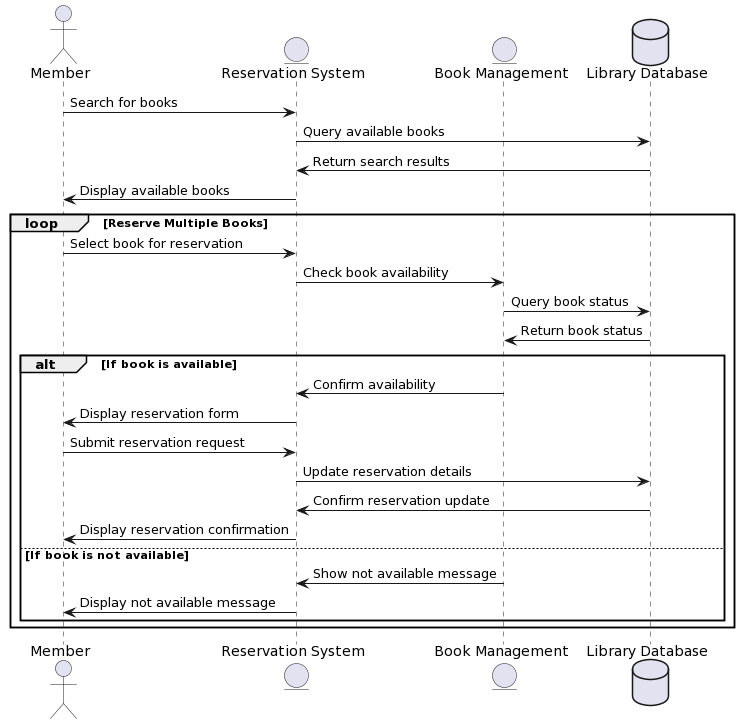 Member
Reservation System
Book Management
Library Database
Search for books
Query available books
Return search results
Display available books
loop
[Reserve Multiple Books]
Select book for reservation
Check book availability
Query book status
Return book status
alt
[If book is available]
Confirm availability
Display reservation form
Submit reservation request
Update reservation details
Confirm reservation update
Display reservation confirmation
[If book is not available]
Show not available message
Display not available message
Member
Reservation System
Book Management
Library Database